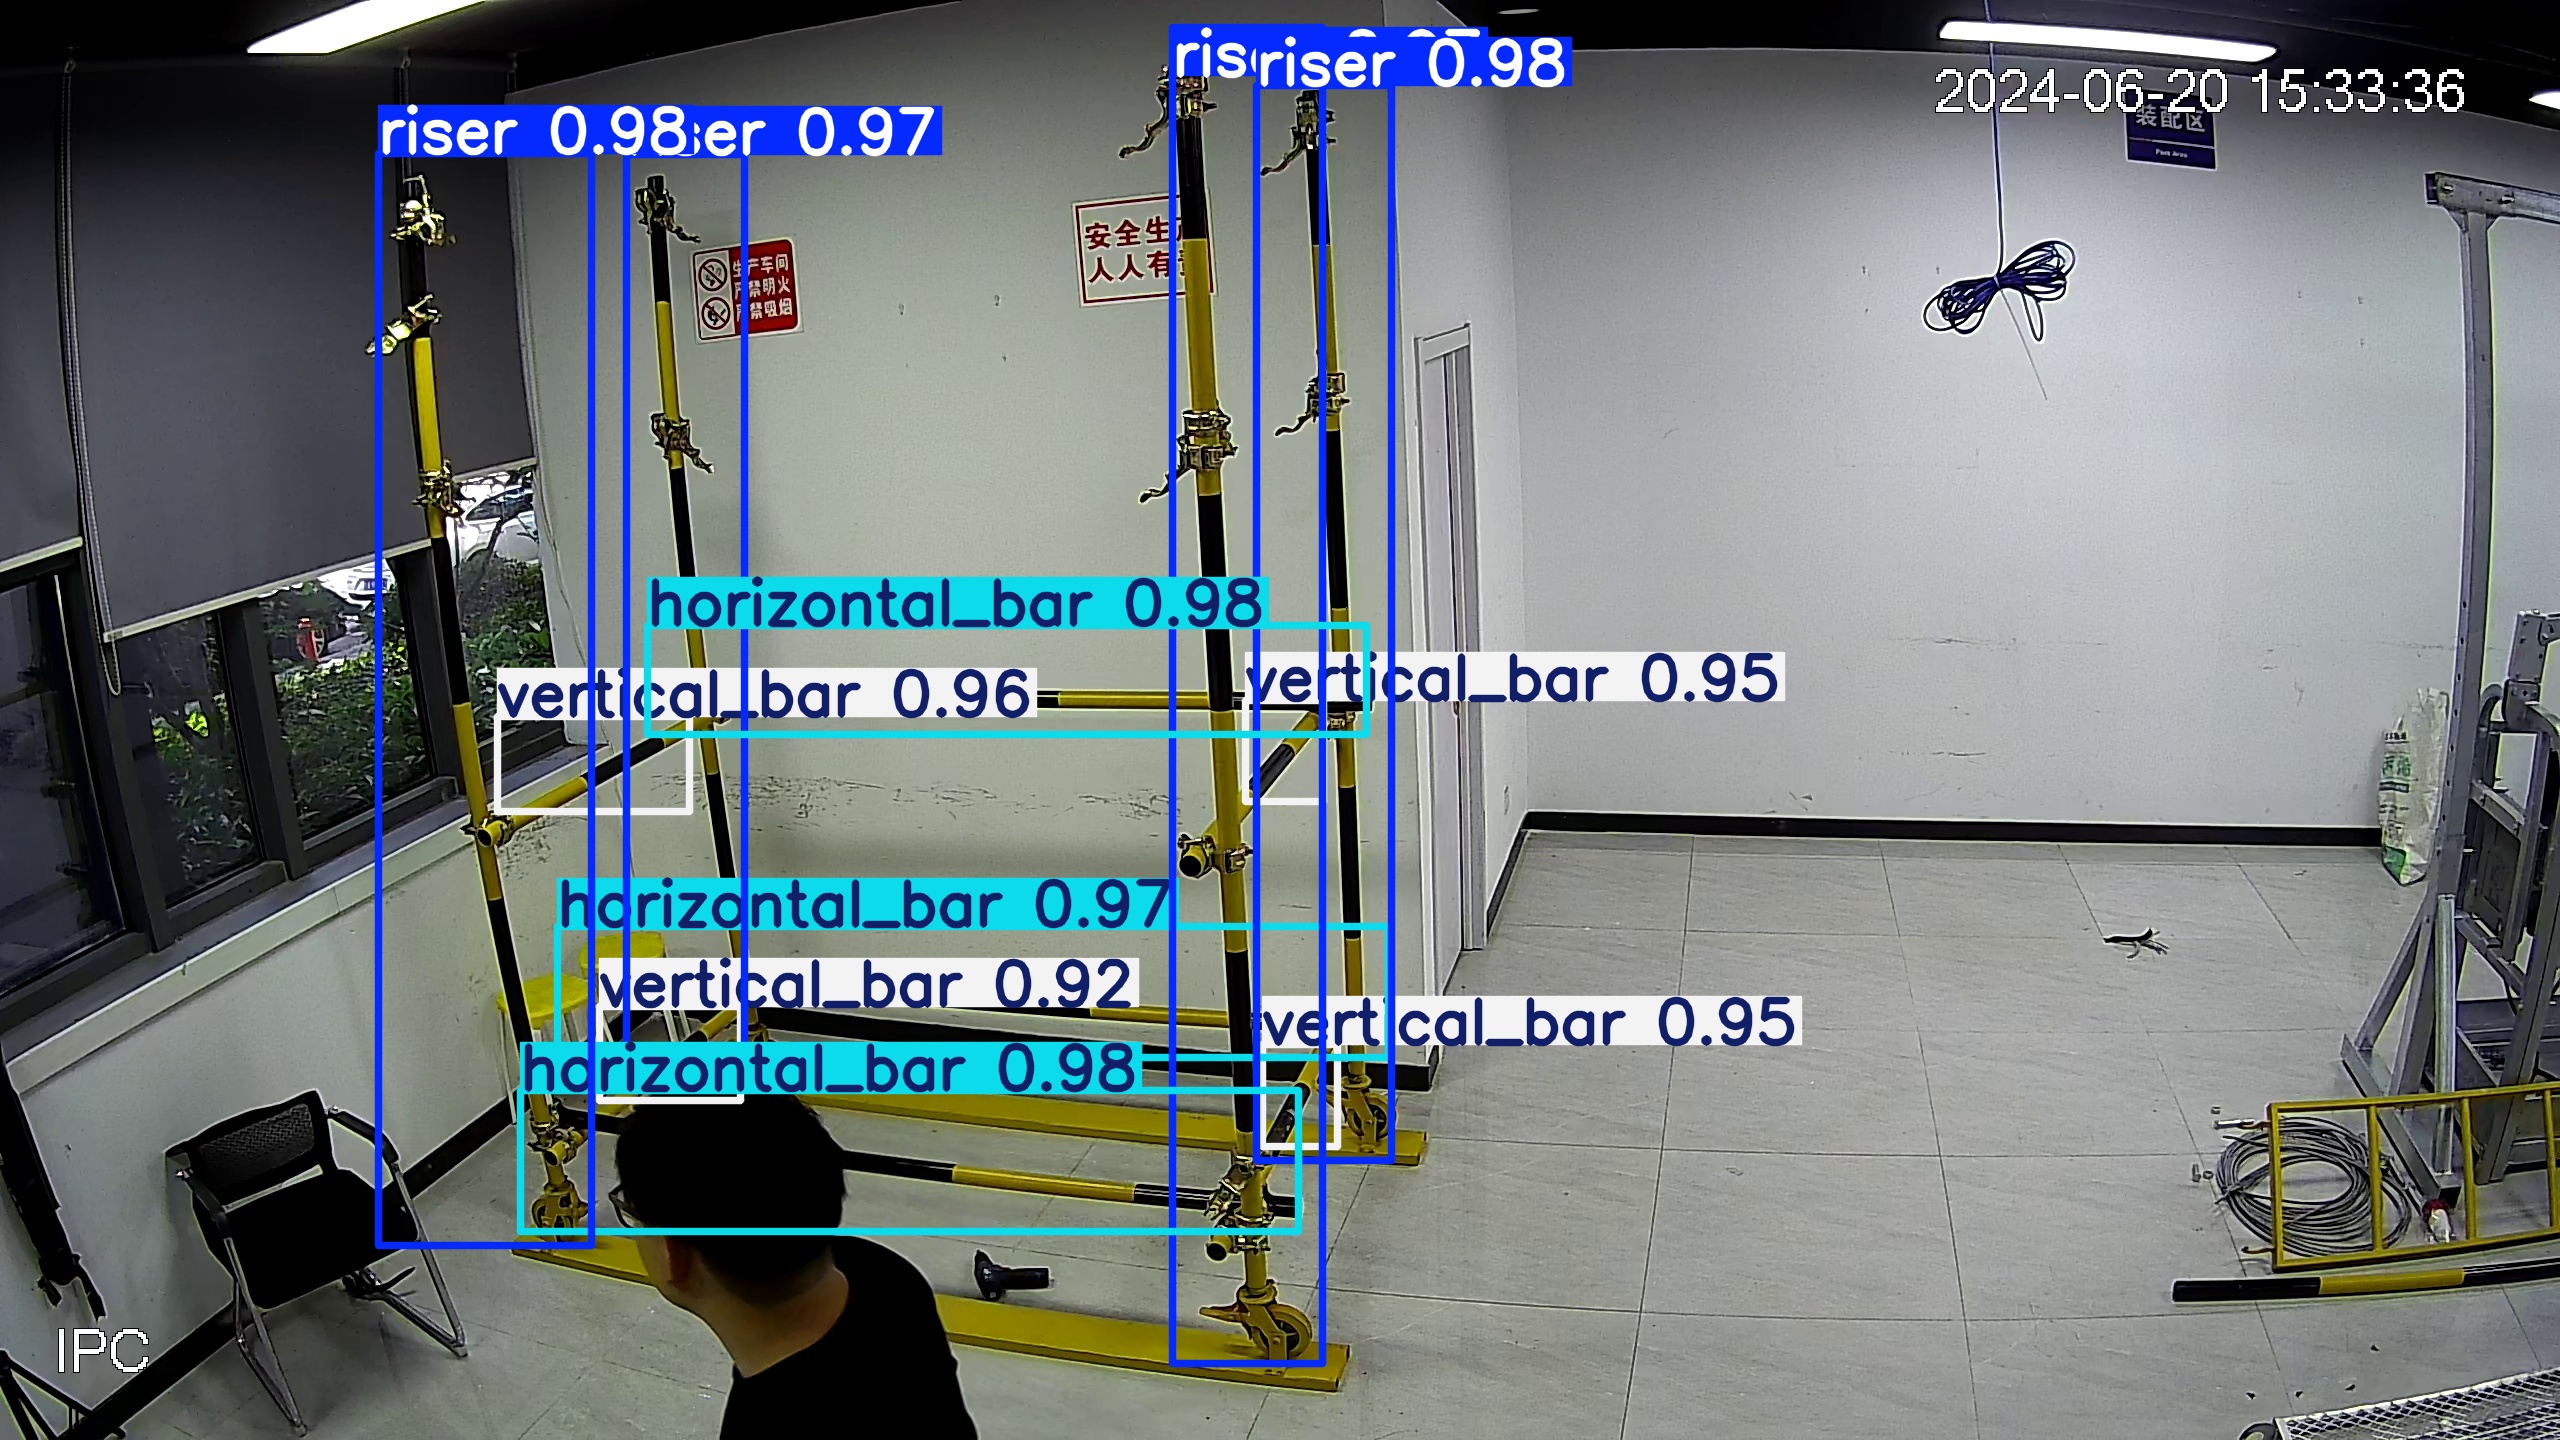 riser 0.98
riser 0.98
ser 0.97
2024-06-20 15:33:36
装配区
安全生
人人有
生产车间
严禁明火
严禁吸烟
horizontal_bar 0.98
vertical_bar 0.96
vertical_bar 0.95
horizontal_bar 0.97
vertical_bar 0.92
vertical_bar 0.95
horizontal_bar 0.98
IPC